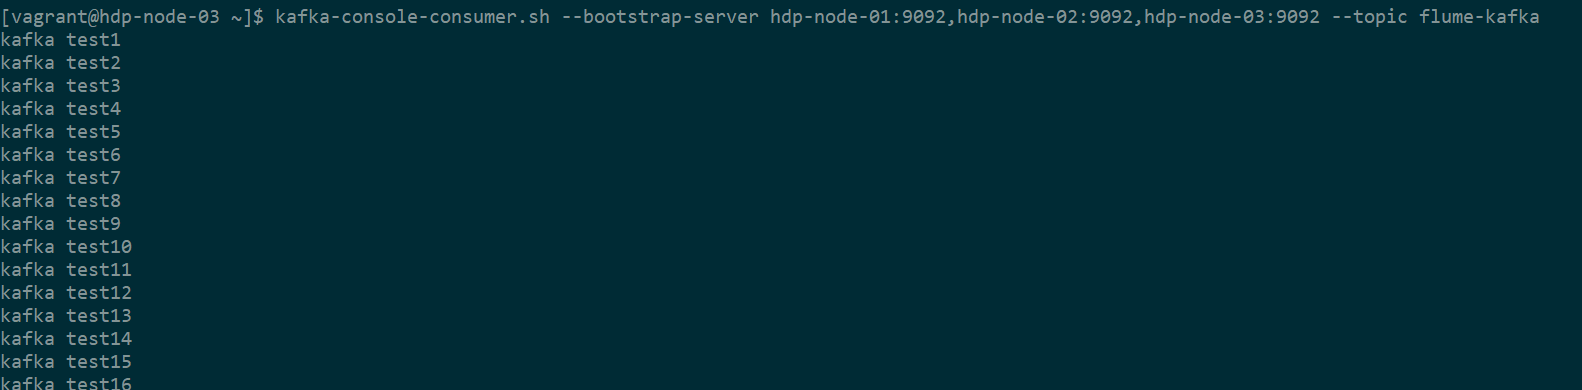 [vagrant@hdp-node-03 ~]$ kafka-console-consumer.sh --bootstrap-server hdp-node-01:9092,hdp-node-02:9092,hdp-node-03:9092 --topic flume-kafka
kafka test1
kafka test2
kafka test3
kafka test4
kafka test5
kafka test6
kafka test7
kafka test8
kafka test9
kafka test10
kafka test11
kafka test12
kafka test13
kafka test14
kafka test15
kafka test16